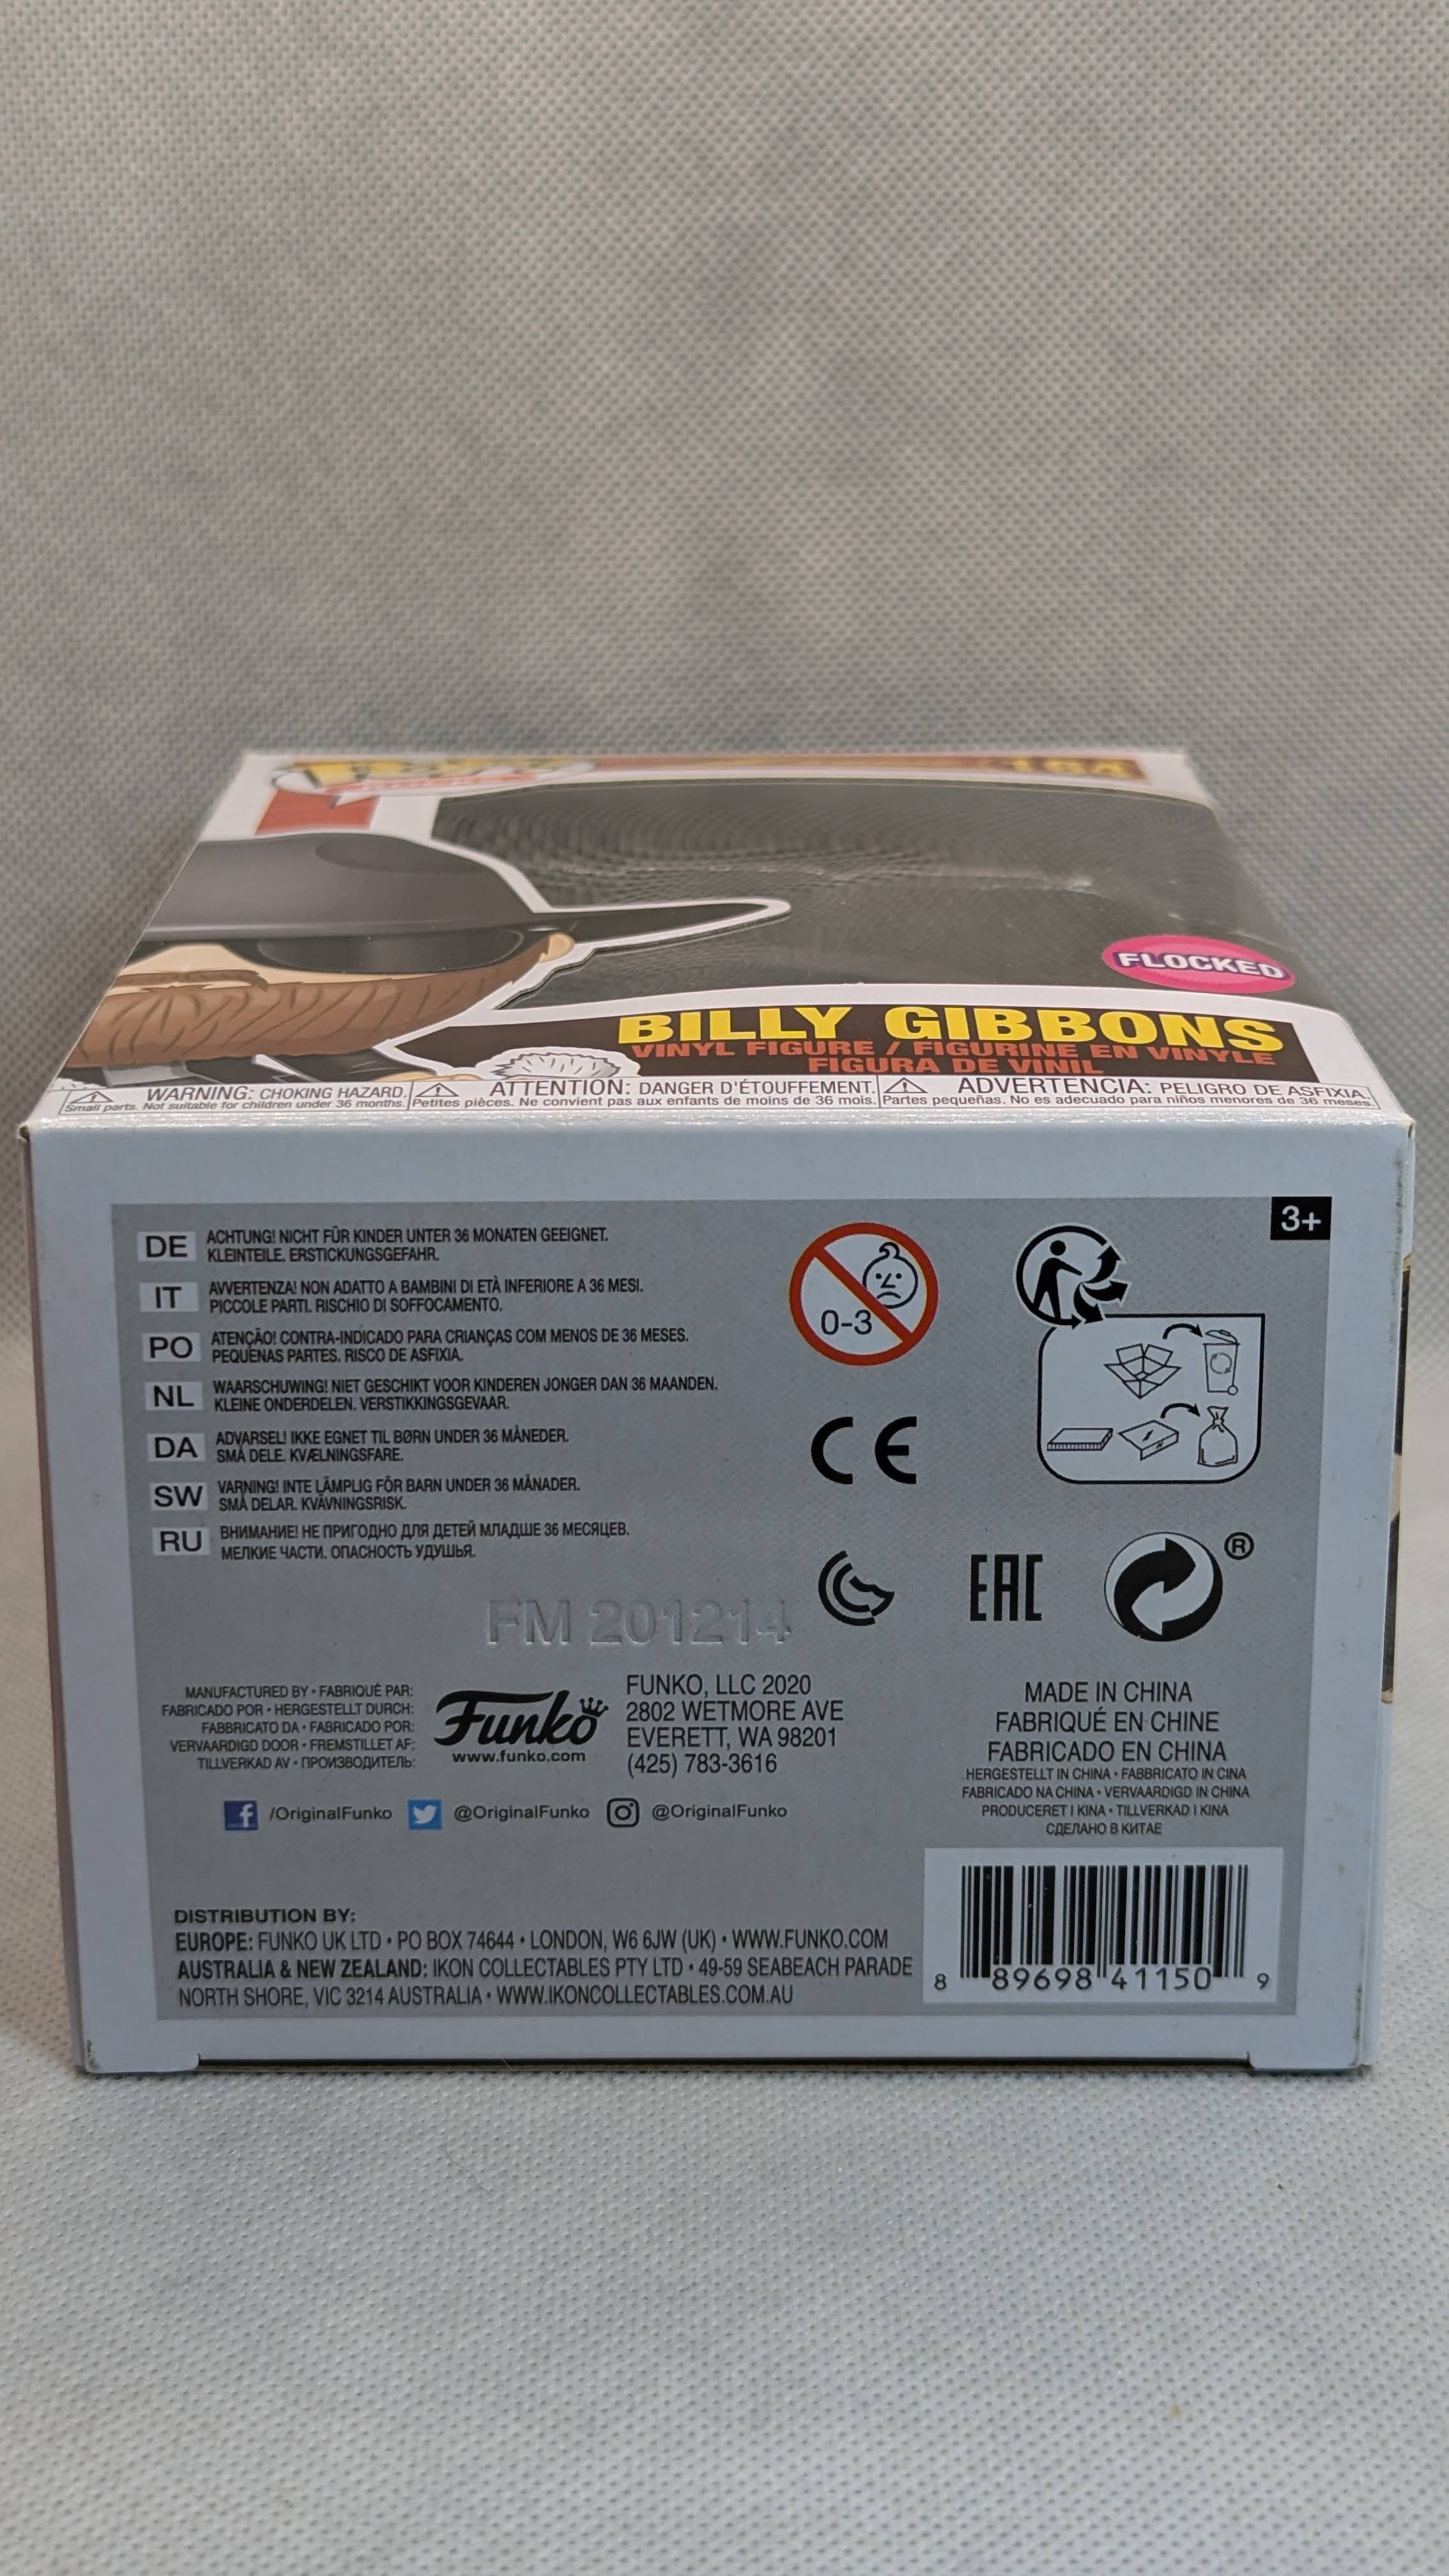 164
FLOCKED
BILLY GIBBONS
VINYL FIGURE / FIGURINE EN VINYLE
FIGURA DE VINIL
WARNING: CHOKING HAZARD.
Small parts. Not suitable for children under 36 months.
ATTENTION: DANGER D'ÉTOUFFEMENT.
Petites pièces. Ne convient pas aux enfants de moins de 36 mois.
ADVERTENCIA: PELIGRO DE ASFIXIA.
Partes pequeñas. No es adecuado para niños menores de 36 meses.
3+
DE ACHTUNG! NICHT FÜR KINDER UNTER 36 MONATEN GEEIGNET.
KLEINTEILE. ERSTICKUNGSGEFAHR.
IT AVVERTENZA! NON ADATTO A BAMBINI DI ETÀ INFERIORE A 36 MESI.
PICCOLE PARTI. RISCHIO DI SOFFOCAMENTO.
PO ATENÇÃO! CONTRA-INDICADO PARA CRIANÇAS COM MENOS DE 36 MESES.
PEQUENAS PARTES. RISCO DE ASFIXIA.
NL WAARSCHUWING! NIET GESCHIKT VOOR KINDEREN JONGER DAN 36 MAANDEN.
KLEINE ONDERDELEN. VERSTIKKINGSGEVAAR.
DA ADVARSEL! IKKE EGNET TIL BØRN UNDER 36 MÅNEDER.
SMÅ DELE. KVÆLNINGSFARE.
SW VARNING! INTE LÄMPLIG FÖR BARN UNDER 36 MÅNADER.
SMÅ DELAR. KVÄVNINGSRISK.
RU ВНИМАНИЕ! НЕ ПРИГОДНО ДЛЯ ДЕТЕЙ МЛАДШЕ 36 МЕСЯЦЕВ.
МЕЛКИЕ ЧАСТИ. ОПАСНОСТЬ УДУШЬЯ.
0-3
CE
EAC
®
FM 201214
MANUFACTURED BY • FABRIQUÉ PAR:
FABRICADO POR • HERGESTELLT DURCH:
FABBRICATO DA • FABRICADO POR:
VERVAARDIGD DOOR • FREMSTILLET AF:
TILLVERKAD AV • ПРОИЗВОДИТЕЛЬ:
Funko
www.funko.com
FUNKO, LLC 2020
2802 WETMORE AVE
EVERETT, WA 98201
(425) 783-3616
MADE IN CHINA
FABRIQUÉ EN CHINE
FABRICADO EN CHINA
HERGESTELLT IN CHINA • FABBRICATO IN CINA
FABRICADO NA CHINA • VERVAARDIGD IN CHINA
PRODUCERET I KINA • TILLVERKAD I KINA
СДЕЛАНО В КИТАЕ
/OriginalFunko @OriginalFunko @OriginalFunko
DISTRIBUTION BY:
EUROPE: FUNKO UK LTD • PO BOX 74644 • LONDON, W6 6JW (UK) • WWW.FUNKO.COM
AUSTRALIA & NEW ZEALAND: IKON COLLECTABLES PTY LTD • 49-59 SEABEACH PARADE
NORTH SHORE, VIC 3214 AUSTRALIA • WWW.IKONCOLLECTABLES.COM.AU
8 89698 41150 9